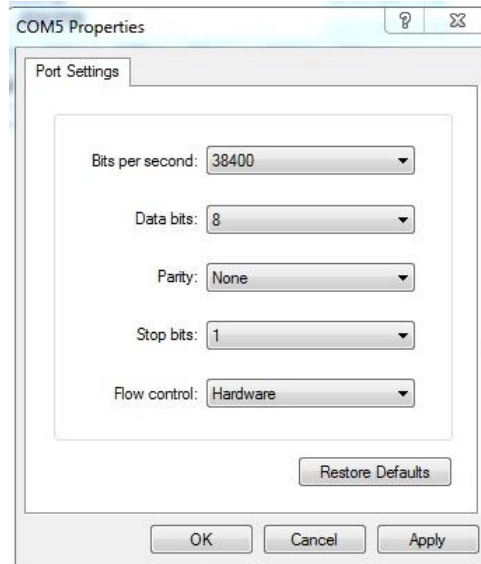 COM5 Properties
Port Settings
Bits per second: 38400
Data bits: 8
Parity: None
Stop bits: 1
Flow control: Hardware
Restore Defaults
OK Cancel Apply